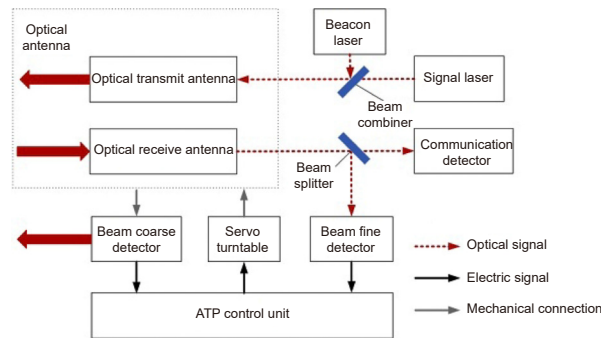 Optical
antenna
Beacon
laser
Optical transmit antenna
Signal laser
Beam
combiner
Optical receive antenna
Communication
detector
Beam
splitter
Beam coarse
detector
Servo
turntable
Beam fine
detector
Optical signal
Electric signal
Mechanical connection
ATP control unit